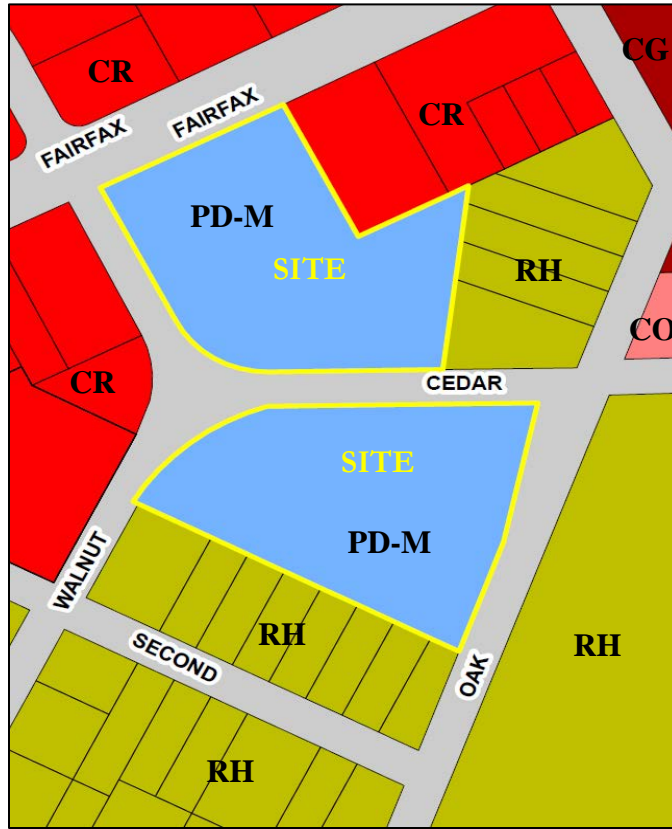 CG
CR
FAIRFAX
FAIRFAX
CR
PD-M
SITE
RH
CO
CR
CEDAR
SITE
PD-M
WALNUT
RH
SECOND
OAK
RH
RH